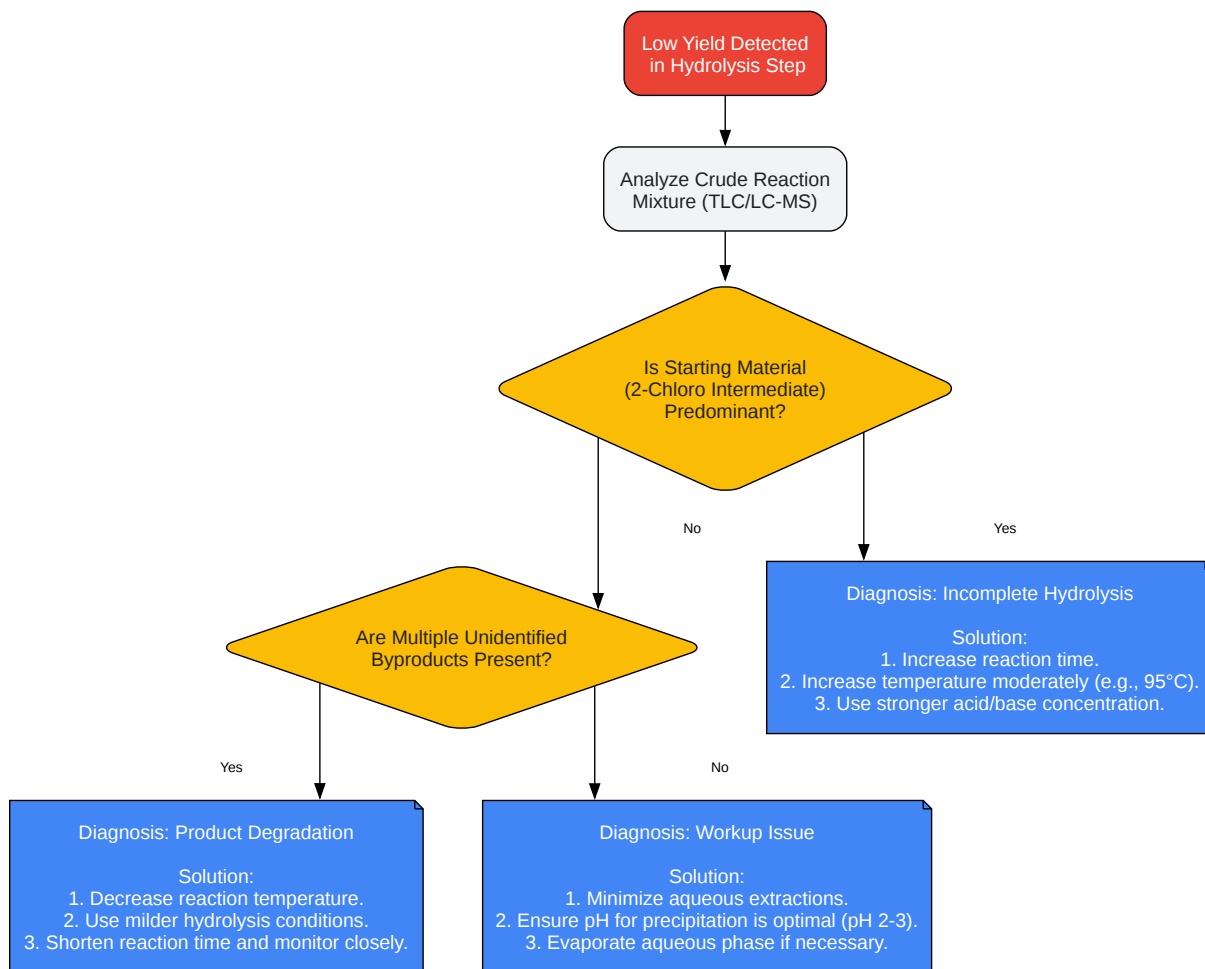 Low Yield Detected
in Hydrolysis Step
Analyze Crude Reaction
Mixture (TLC/LC-MS)
Is Starting Material
(2-Chloro Intermediate)
Predominant?
No
Yes
Diagnosis: Incomplete Hydrolysis
Solution:
1. Increase reaction time.
2. Increase temperature moderately (e.g., 95°C).
3. Use stronger acid/base concentration.
Are Multiple Unidentified
Byproducts Present?
Yes
No
Diagnosis: Product Degradation
Solution:
1. Decrease reaction temperature.
2. Use milder hydrolysis conditions.
3. Shorten reaction time and monitor closely.
Diagnosis: Workup Issue
Solution:
1. Minimize aqueous extractions.
2. Ensure pH for precipitation is optimal (pH 2-3).
3. Evaporate aqueous phase if necessary.